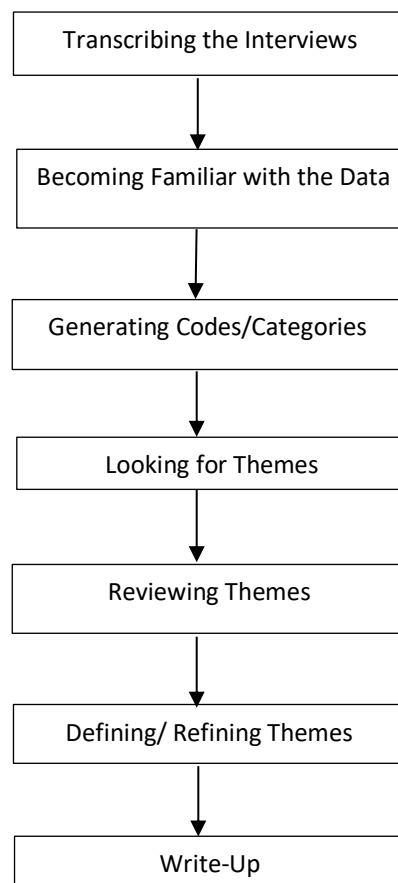 Transcribing the Interviews
Becoming Familiar with the Data
Generating Codes/Categories
Looking for Themes
Reviewing Themes
Defining/ Refining Themes
Write-Up